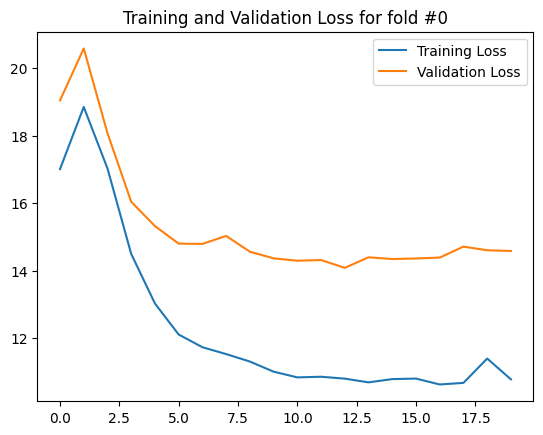 Training and Validation Loss for fold #0
Training Loss
Validation Loss
20
18
16
14
12
0.0 2.5 5.0 7.5 10.0 12.5 15.0 17.5